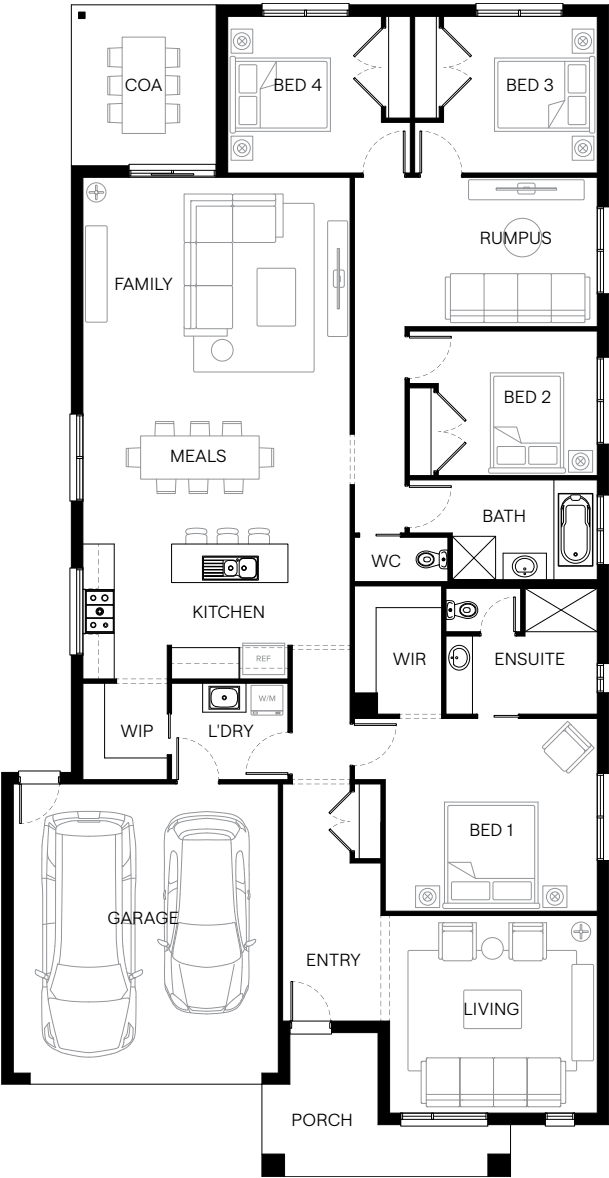 COA
BED 4
BED 3
RUMPUS
FAMILY
BED 2
MEALS
BATH
WC
KITCHEN
REF
WIR
ENSUITE
W/M
WIP
L'DRY
BED 1
GARAGE
ENTRY
LIVING
PORCH